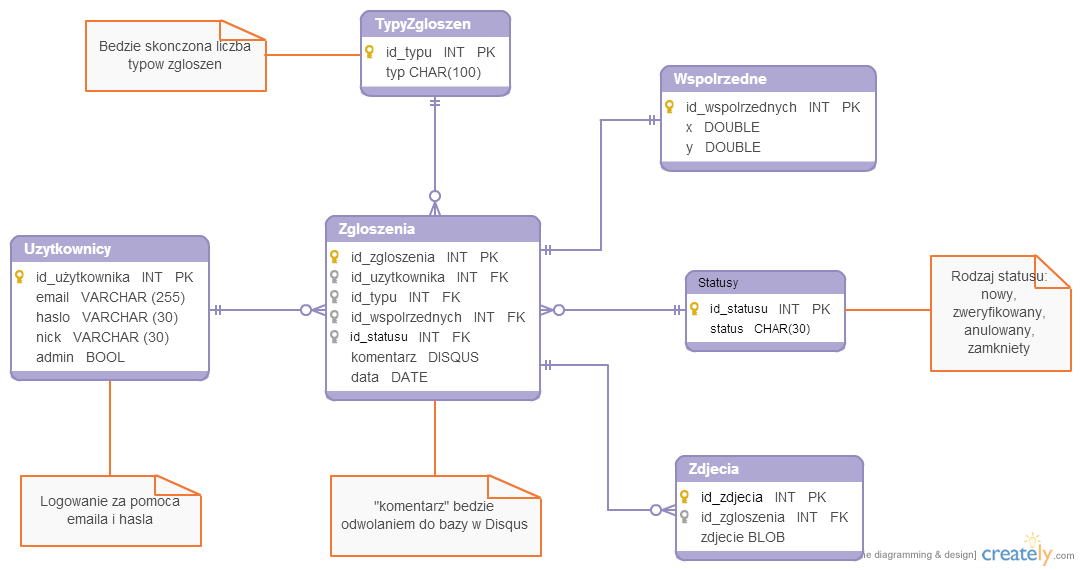 Bedzie skonczona liczba
typow zgloszen
TypyZgloszen
id_typu INT PK
typ CHAR(100)
Wspolrzedne
id_wspolrzednych INT PK
x DOUBLE
y DOUBLE
Uzytkownicy
id_użytkownika INT PK
email VARCHAR (255)
haslo VARCHAR (30)
nick VARCHAR (30)
admin BOOL
Zgloszenia
id_zgloszenia INT PK
id_uzytkownika INT FK
id_typu INT FK
id_wspolrzednych INT FK
id_statusu INT FK
komentarz DISQUS
data DATE
Statusy
id_statusu INT PK
status CHAR(30)
Rodzaj statusu:
nowy,
zweryfikowany,
anulowany,
zamkniety
Logowanie za pomoca
emaila i hasla
"komentarz" bedzie
odwolaniem do bazy w Disqus
Zdjecia
id_zdjecia INT PK
id_zgloszenia INT FK
zdjecie BLOB
diagramming & design] creately.com